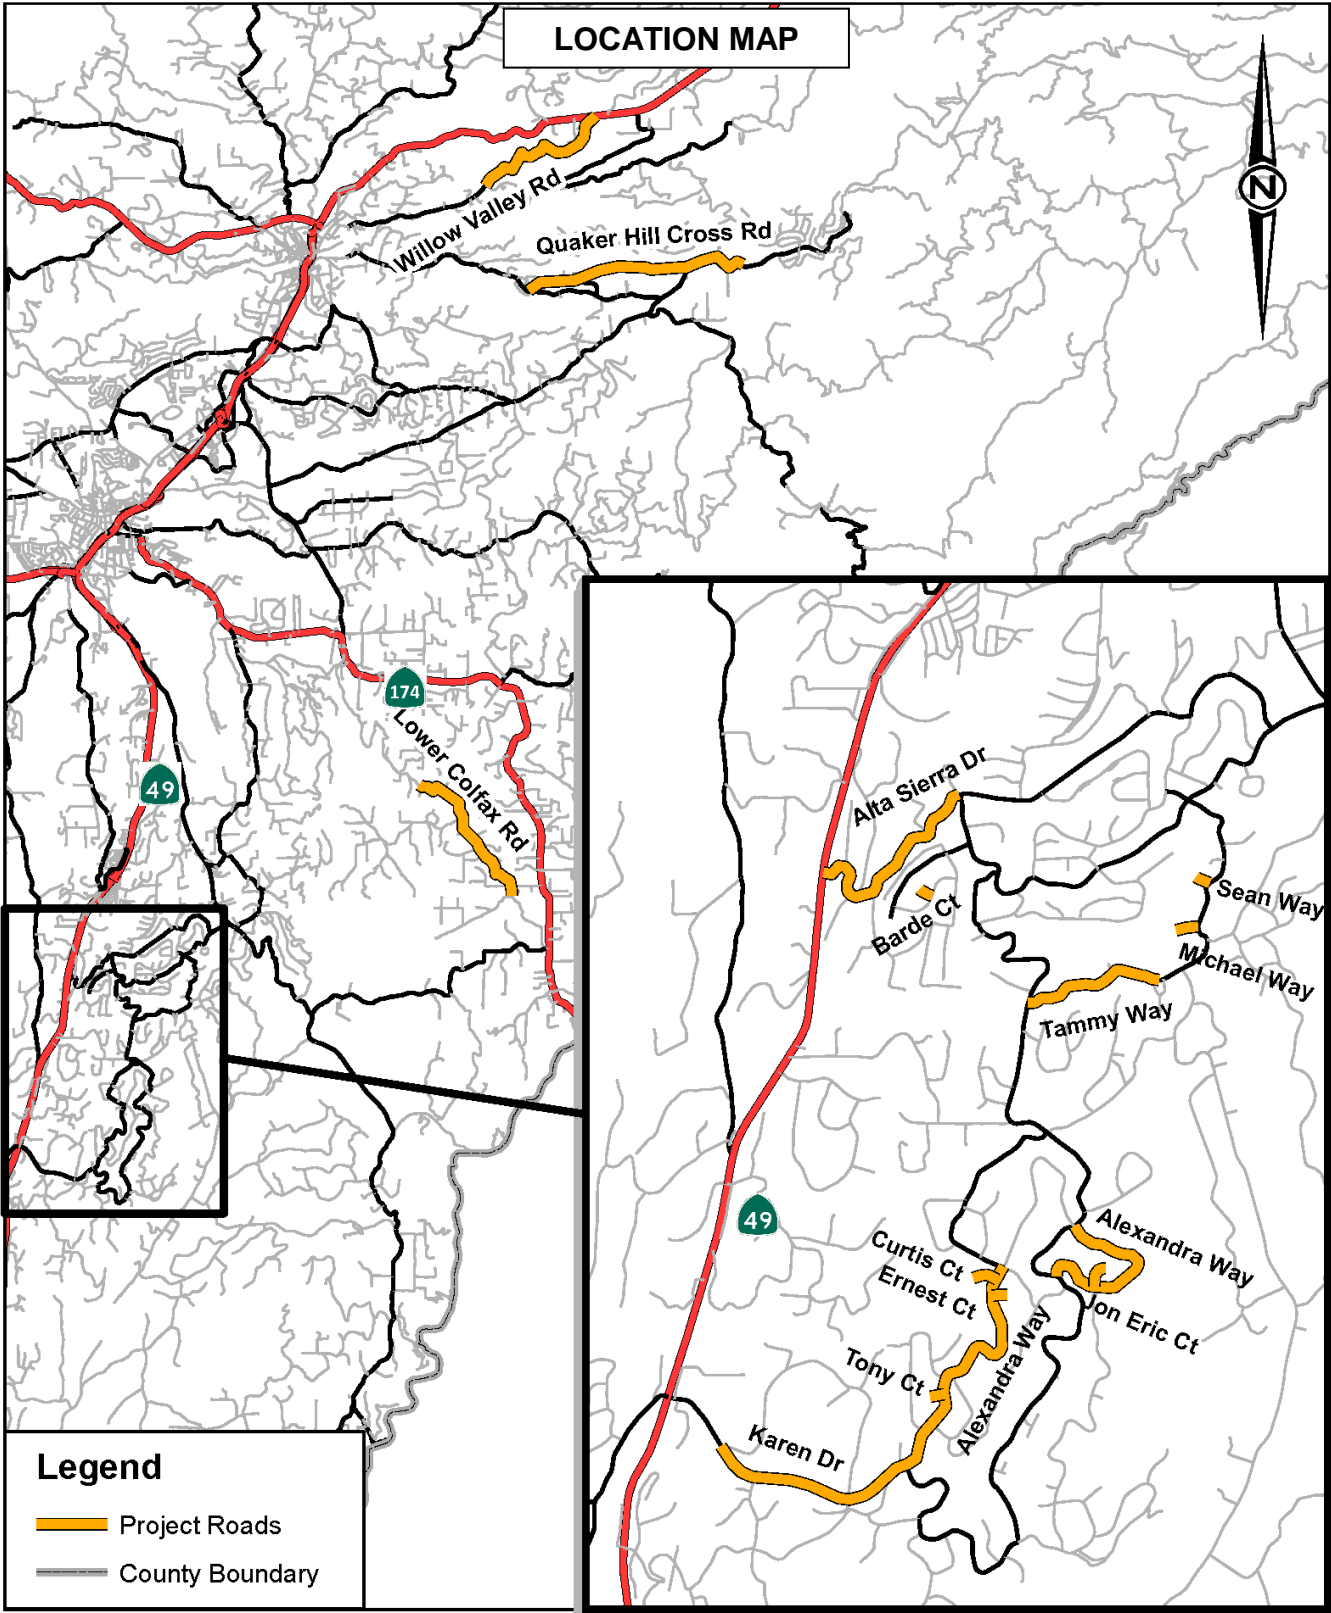 LOCATION MAP
N
Willow Valley Rd
Quaker Hill Cross Rd
174
Lower Colfax Rd
49
Alta Sierra Dr
Barde Ct
Sean Way
Michael Way
Tammy Way
49
Alexandra Way
Curtis Ct
Ernest Ct
Jon Eric Ct
Tony Ct
Alexandra Way
Karen Dr
Legend
Project Roads
County Boundary